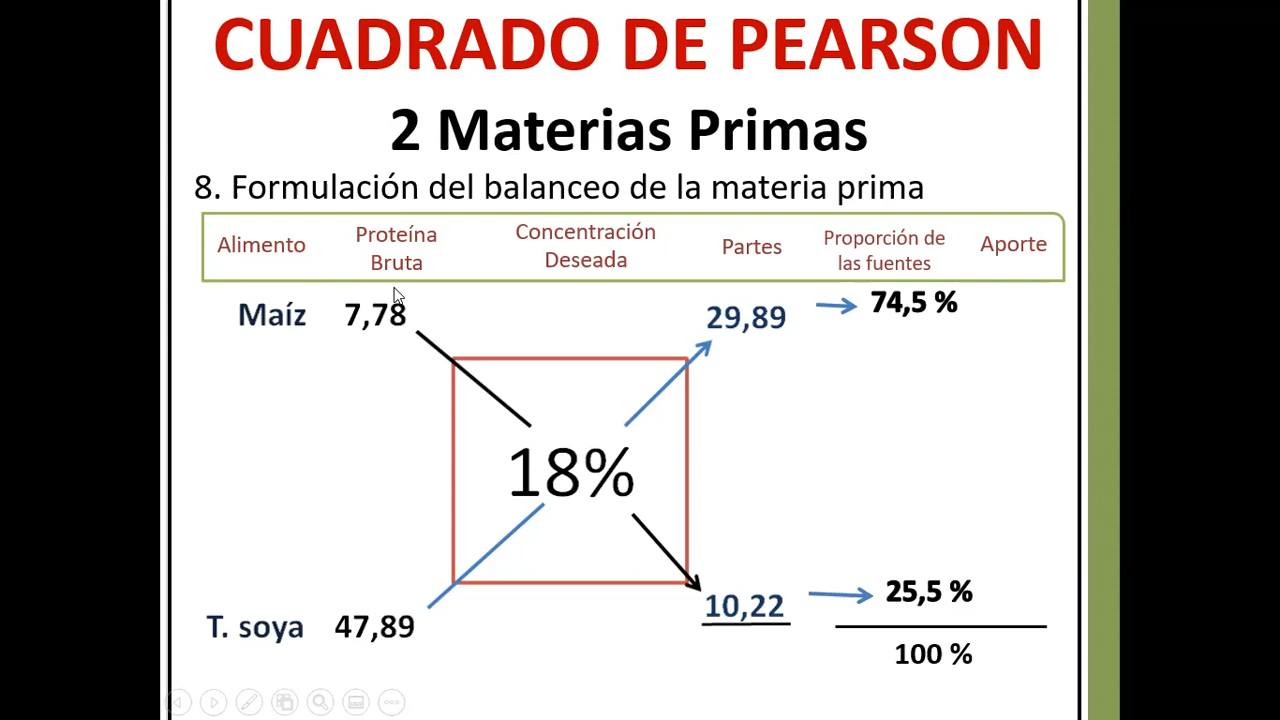 CUADRADO DE PEARSON
2 Materias Primas
8. Formulación del balanceo de la materia prima
Alimento
Proteína
Bruta
Concentración
Deseada
Partes
Proporción de
las fuentes
Aporte
Maíz 7,78
29,89
74,5 %
18%
T. soya 47,89
10,22
25,5 %
100 %